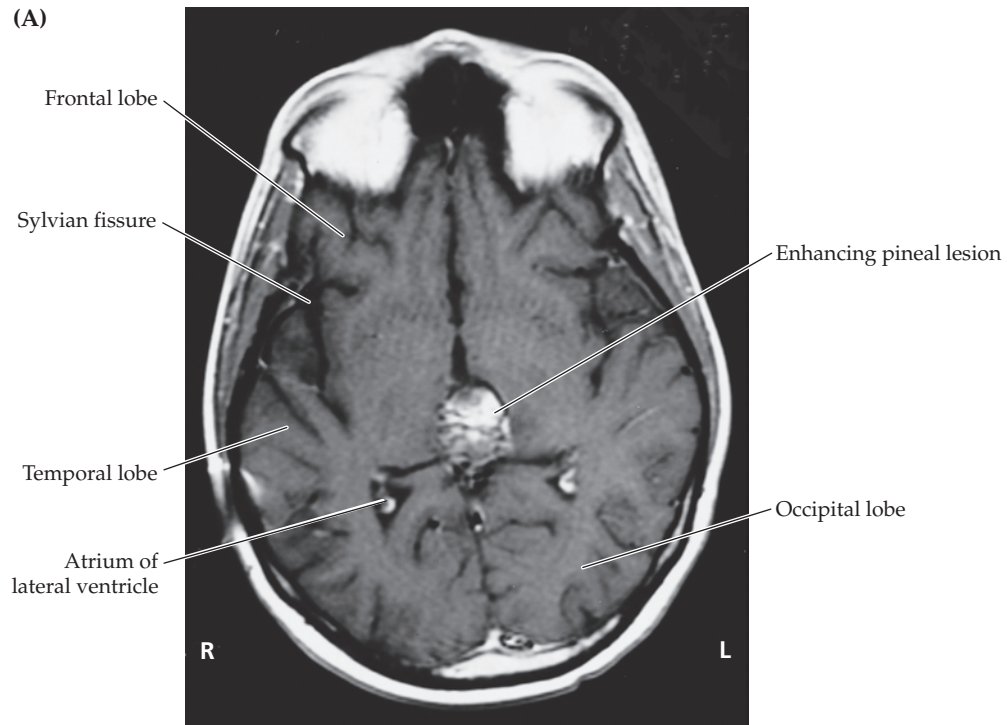 (A)
Frontal lobe
Sylvian fissure
Enhancing pineal lesion
Temporal lobe
Occipital lobe
Atrium of
lateral ventricle
R
L